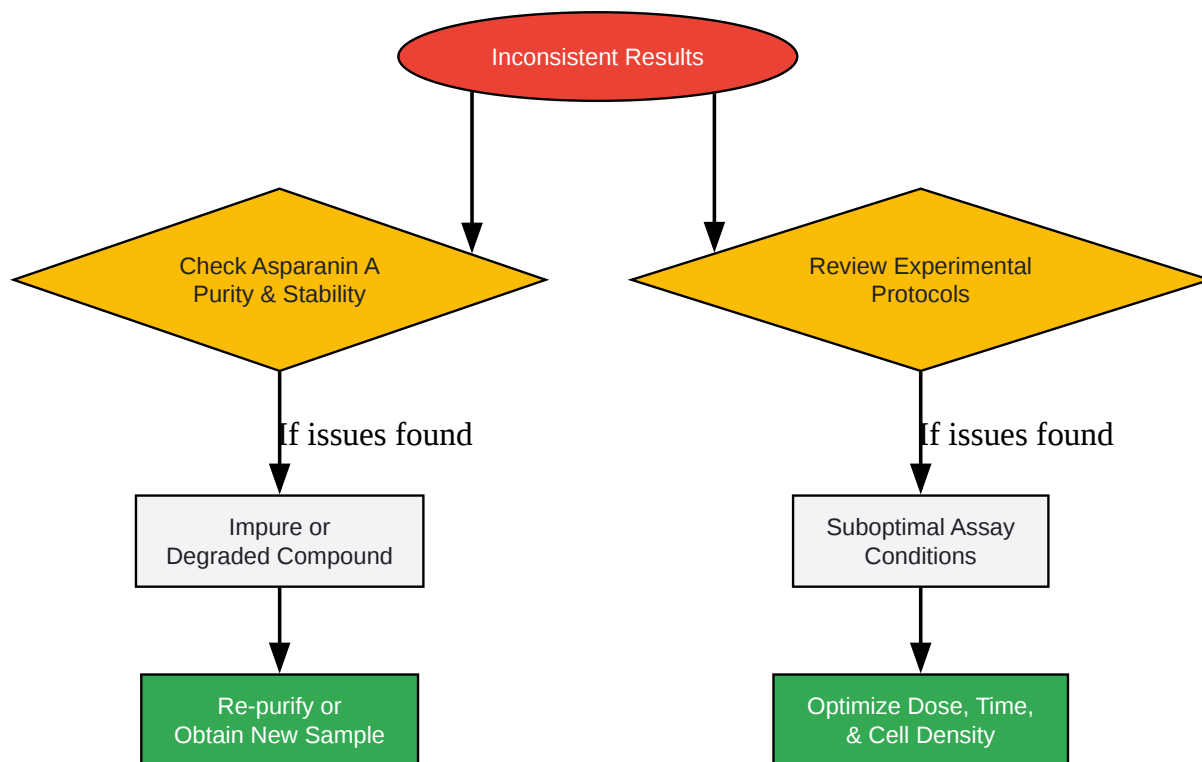 Inconsistent Results
Check Asparanin A
Purity & Stability
Review Experimental
Protocols
If issues found
If issues found
Impure or
Degraded Compound
Suboptimal Assay
Conditions
Re-purify or
Obtain New Sample
Optimize Dose, Time,
& Cell Density